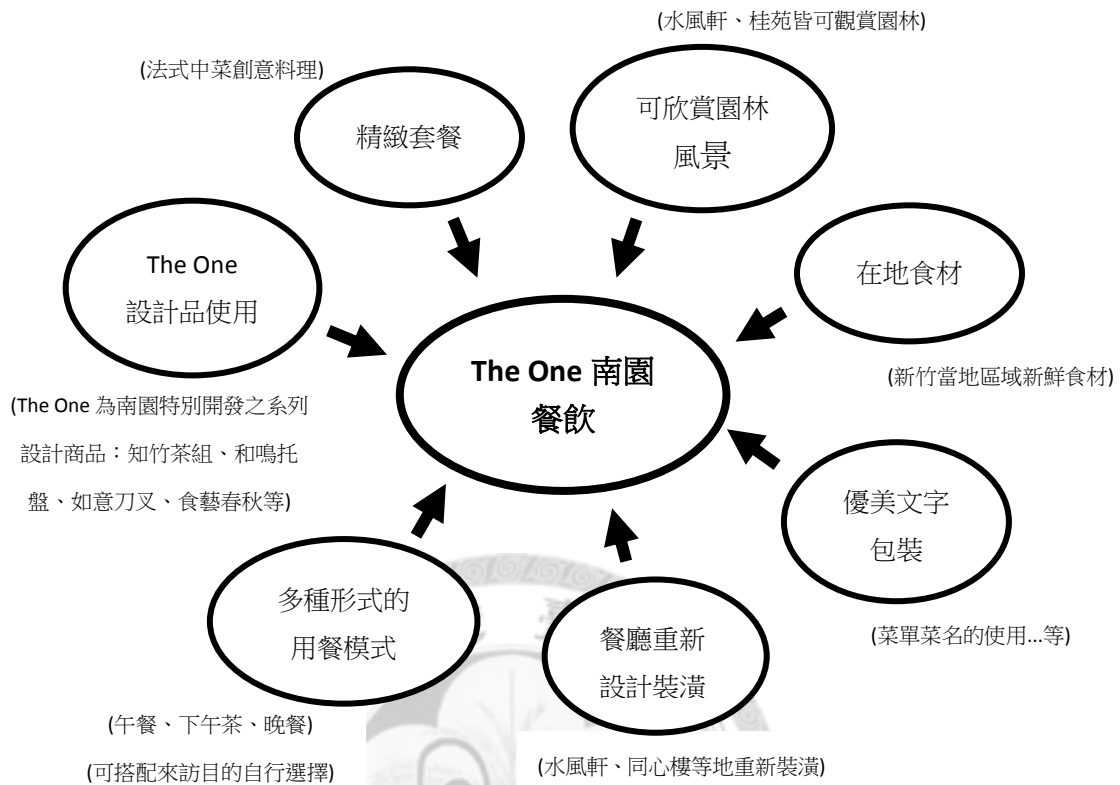 (水風軒、桂苑皆可觀賞園林)
(法式中菜創意料理)
可欣賞園林
風景
精緻套餐
The One
設計品使用
在地食材
The One 南園
餐飲
(新竹當地區域新鮮食材)
(The One 為南園特別開發之系列
設計商品：知竹茶組、和鳴托
盤、如意刀叉、食藝春秋等)
優美文字
包裝
多種形式的
用餐模式
餐廳重新
設計裝潢
(菜單菜名的使用...等)
(午餐、下午茶、晚餐)
(可搭配來訪目的自行選擇)
(水風軒、同心樓等地重新裝潢)